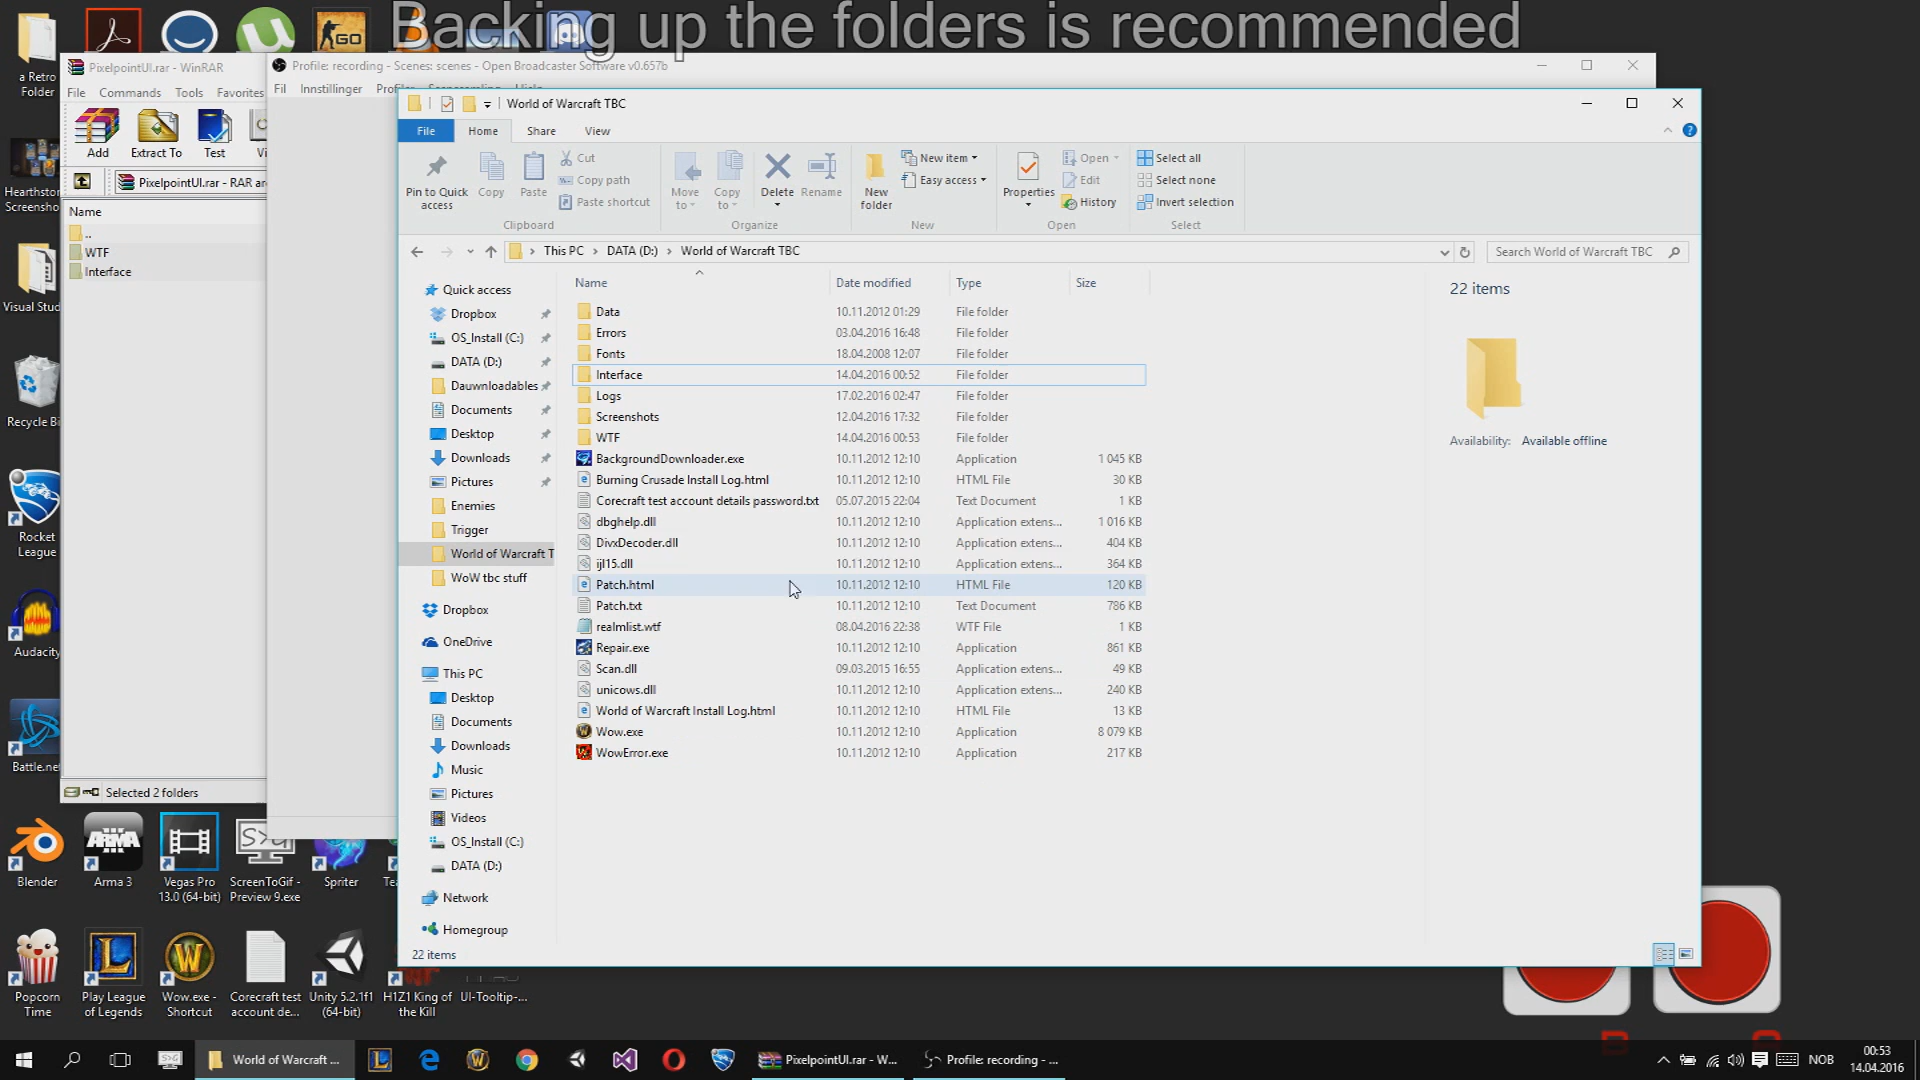 Backing up the folders is recommended
a Retro
Folder
PixelpointUI.rar - WinRAR
File Commands Tools Favorites
Add Extract To Test
PixelpointUI.rar - RAR
Name
..
WTF
Interface
Selected 2 folders
Profile: recording - Scenes: scenes - Open Broadcaster Software v0.657b
Fil Innstillinger
World of Warcraft TBC
File Home Share View
Pin to Quick
access
Copy
Paste
Cut
Copy path
Paste shortcut
Clipboard
Move
to
Copy
to
Delete
Rename
Organize
New
folder
New item
Easy access
New
Properties
Open
Edit
History
Open
Select all
Select none
Invert selection
Select
This PC DATA (D:) World of Warcraft TBC
Search World of Warcraft TBC
Quick access
Dropbox
OS_Install (C:)
DATA (D:)
Dauwnloadables
Documents
Desktop
Downloads
Pictures
Enemies
Trigger
World of Warcraft T
WoW tbc stuff
Dropbox
OneDrive
This PC
Desktop
Documents
Downloads
Music
Pictures
Videos
OS_Install (C:)
DATA (D:)
Network
Homegroup
22 items
Name Date modified Type Size
Data 10.11.2012 01:29 File folder
Errors 03.04.2016 16:48 File folder
Fonts 18.04.2008 12:07 File folder
Interface 14.04.2016 00:52 File folder
Logs 17.02.2016 02:47 File folder
Screenshots 12.04.2016 17:32 File folder
WTF 14.04.2016 00:53 File folder
BackgroundDownloader.exe 10.11.2012 12:10 Application 1 045 KB
Burning Crusade Install Log.html 10.11.2012 12:10 HTML File 30 KB
Corecraft test account details password.txt 05.07.2015 22:04 Text Document 1 KB
dbghelp.dll 10.11.2012 12:10 Application extens... 1 016 KB
DivxDecoder.dll 10.11.2012 12:10 Application extens... 404 KB
ijl15.dll 10.11.2012 12:10 Application extens... 364 KB
Patch.html 10.11.2012 12:10 HTML File 120 KB
Patch.txt 10.11.2012 12:10 Text Document 786 KB
realmlist.wtf 08.04.2016 22:38 WTF File 1 KB
Repair.exe 10.11.2012 12:10 Application 861 KB
Scan.dll 09.03.2015 16:55 Application extens... 49 KB
unicows.dll 10.11.2012 12:10 Application extens... 240 KB
World of Warcraft Install Log.html 10.11.2012 12:10 HTML File 13 KB
Wow.exe 10.11.2012 12:10 Application 8 079 KB
WowError.exe 10.11.2012 12:10 Application 217 KB
22 items
Availability: Available offline
GO
Hearthstone
Screensho
Visual Stud
Recycle Bi
Rocket
League
Audacity
Battle.net
Blender
ARMA
Arma 3
Vegas Pro
13.0 (64-bit)
ScreenToGif -
Preview 9.exe
Spriter
Popcorn
Time
Play League
of Legends
Wow.exe -
Shortcut
Corecraft test
account de...
Unity 5.2.1f1
(64-bit)
H1Z1 King of
the Kill
UI-Tooltip-...
World of Warcraft ...
PixelpointUI.rar - W...
Profile: recording - ...
NOB
00:53
14.04.2016